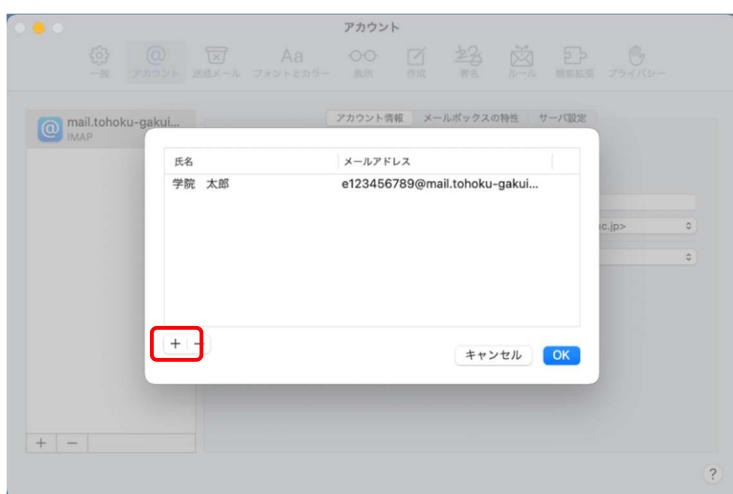 アカウント
一般 アカウント 迷惑メール フォントとカラー 表示 作成 署名 ルール 機能拡張 プライバシー
mail.tohoku-gakui...
IMAP
アカウント情報 メールボックスの特性 サーバ設定
氏名 メールアドレス
学院 太郎 e123456789@mail.tohoku-gakui...
c.jp>
+ −
キャンセル OK
+ −
?